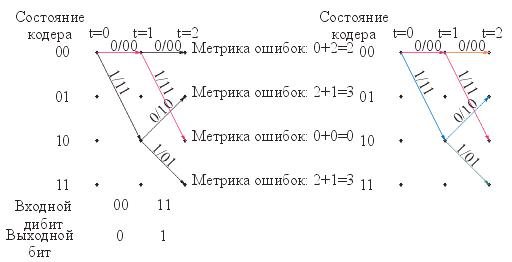 Состояние
кодера
t=0 t=1 t=2
00 0/00 0/00 Метрика ошибок: 0+2=2
1/11 1/11
01 Метрика ошибок: 2+1=3
0/10
10 Метрика ошибок: 0+0=0
1/01
11 Метрика ошибок: 2+1=3
Входной
дибит 00 11
Выходной
бит 0 1
Состояние
кодера
t=0 t=1 t=2
00 0/00 0/00
1/11 1/11
01
0/10
10
1/01
11